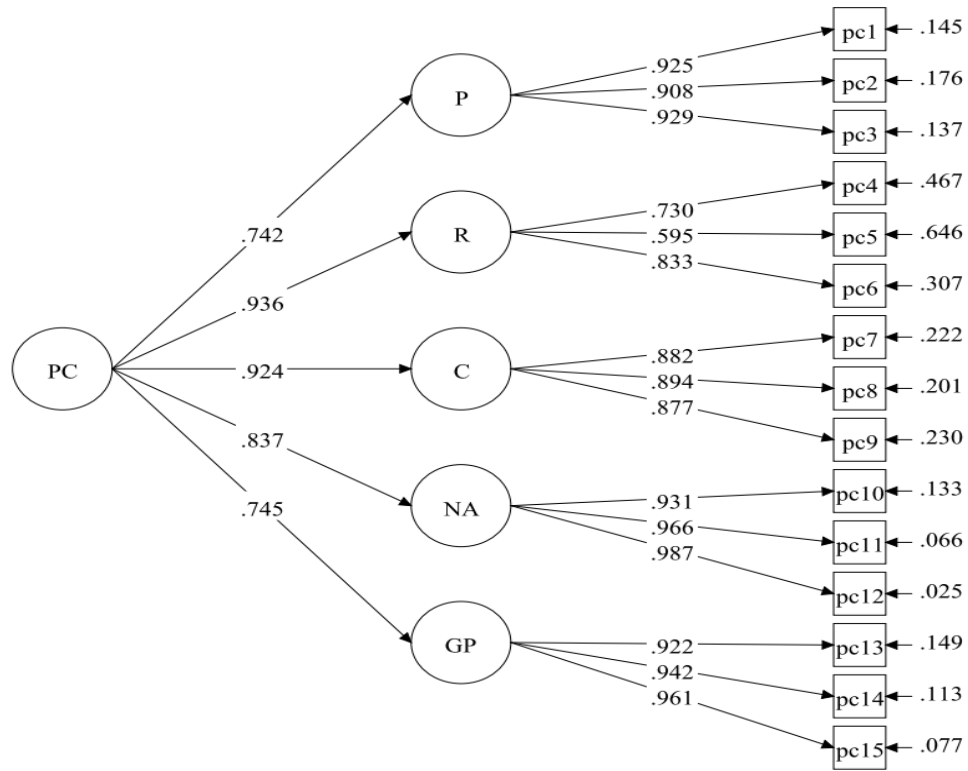 pc1 .145
.925
P
pc2 .176
.908
.929
pc3 .137
pc4 .467
.730
R
.742
.595
pc5 .646
.833
pc6 .307
.936
pc7 .222
.882
PC
.924
C
.894
pc8 .201
.877
pc9 .230
.837
pc10 .133
.931
NA
.745
.966
pc11 .066
.987
pc12 .025
GP
.922
pc13 .149
.942
.961
pc14 .113
pc15 .077